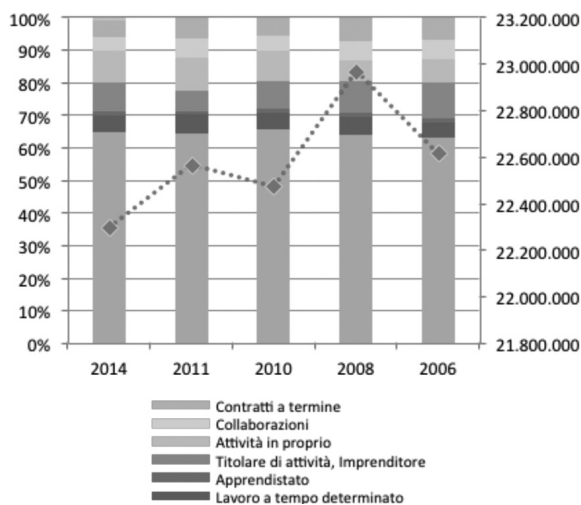 100%
90%
80%
70%
60%
50%
40%
30%
20%
10%
0%
23.200.000
23.000.000
22.800.000
22.600.000
22.400.000
22.200.000
22.000.000
21.800.000
2014 2011 2010 2008 2006
Contratti a termine
Collaborazioni
Attività in proprio
Titolare di attività, Imprenditore
Apprendistato
Lavoro a tempo determinato